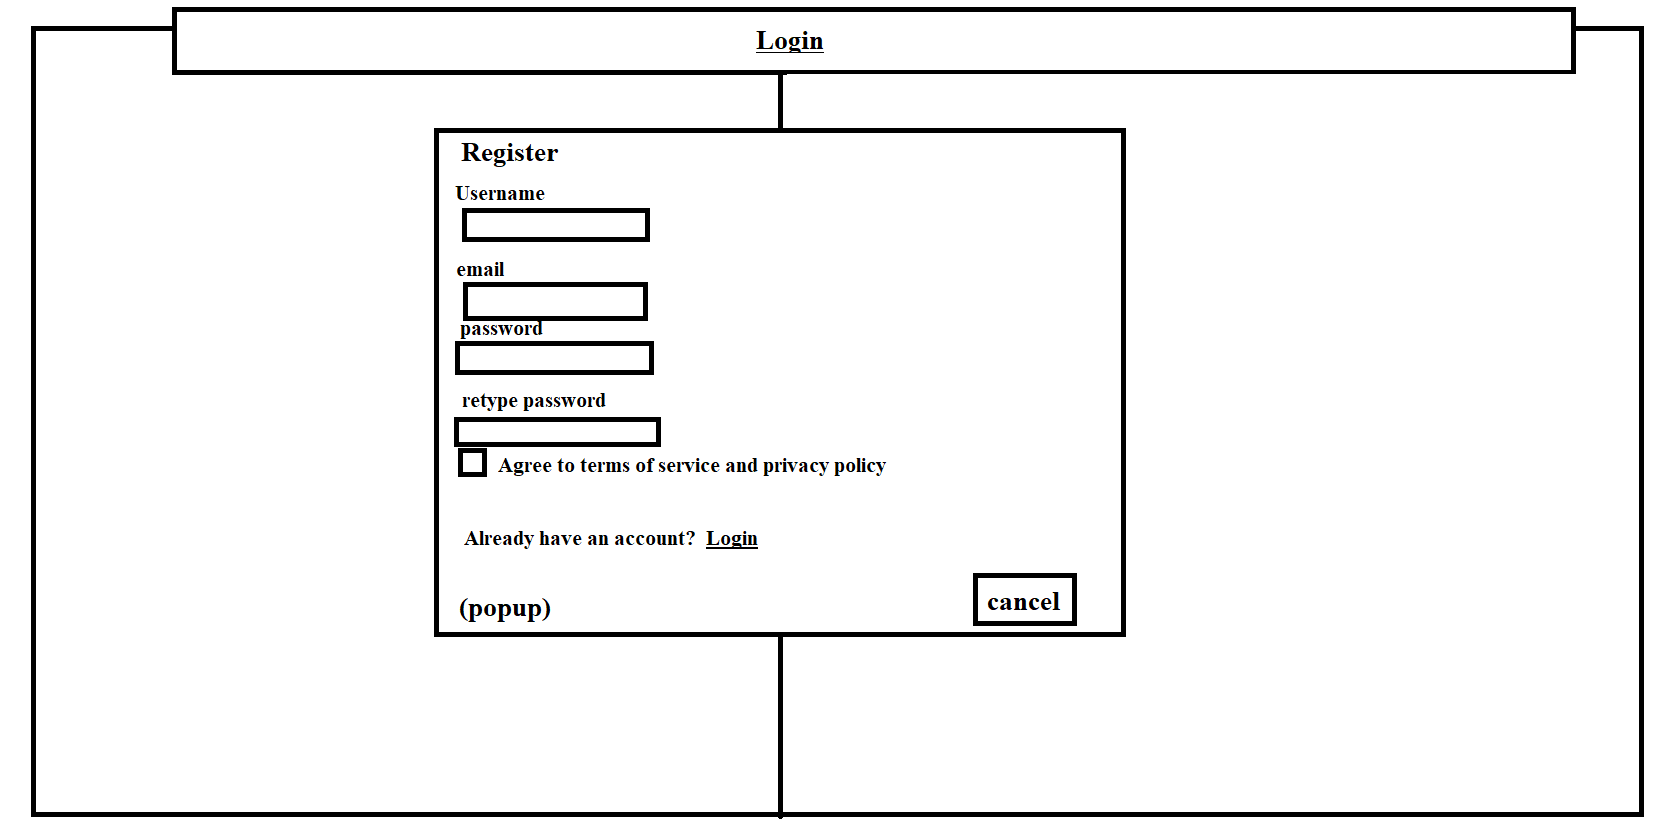 Login
Register
Username
email
password
retype password
Agree to terms of service and privacy policy
Already have an account? Login
(popup)
cancel